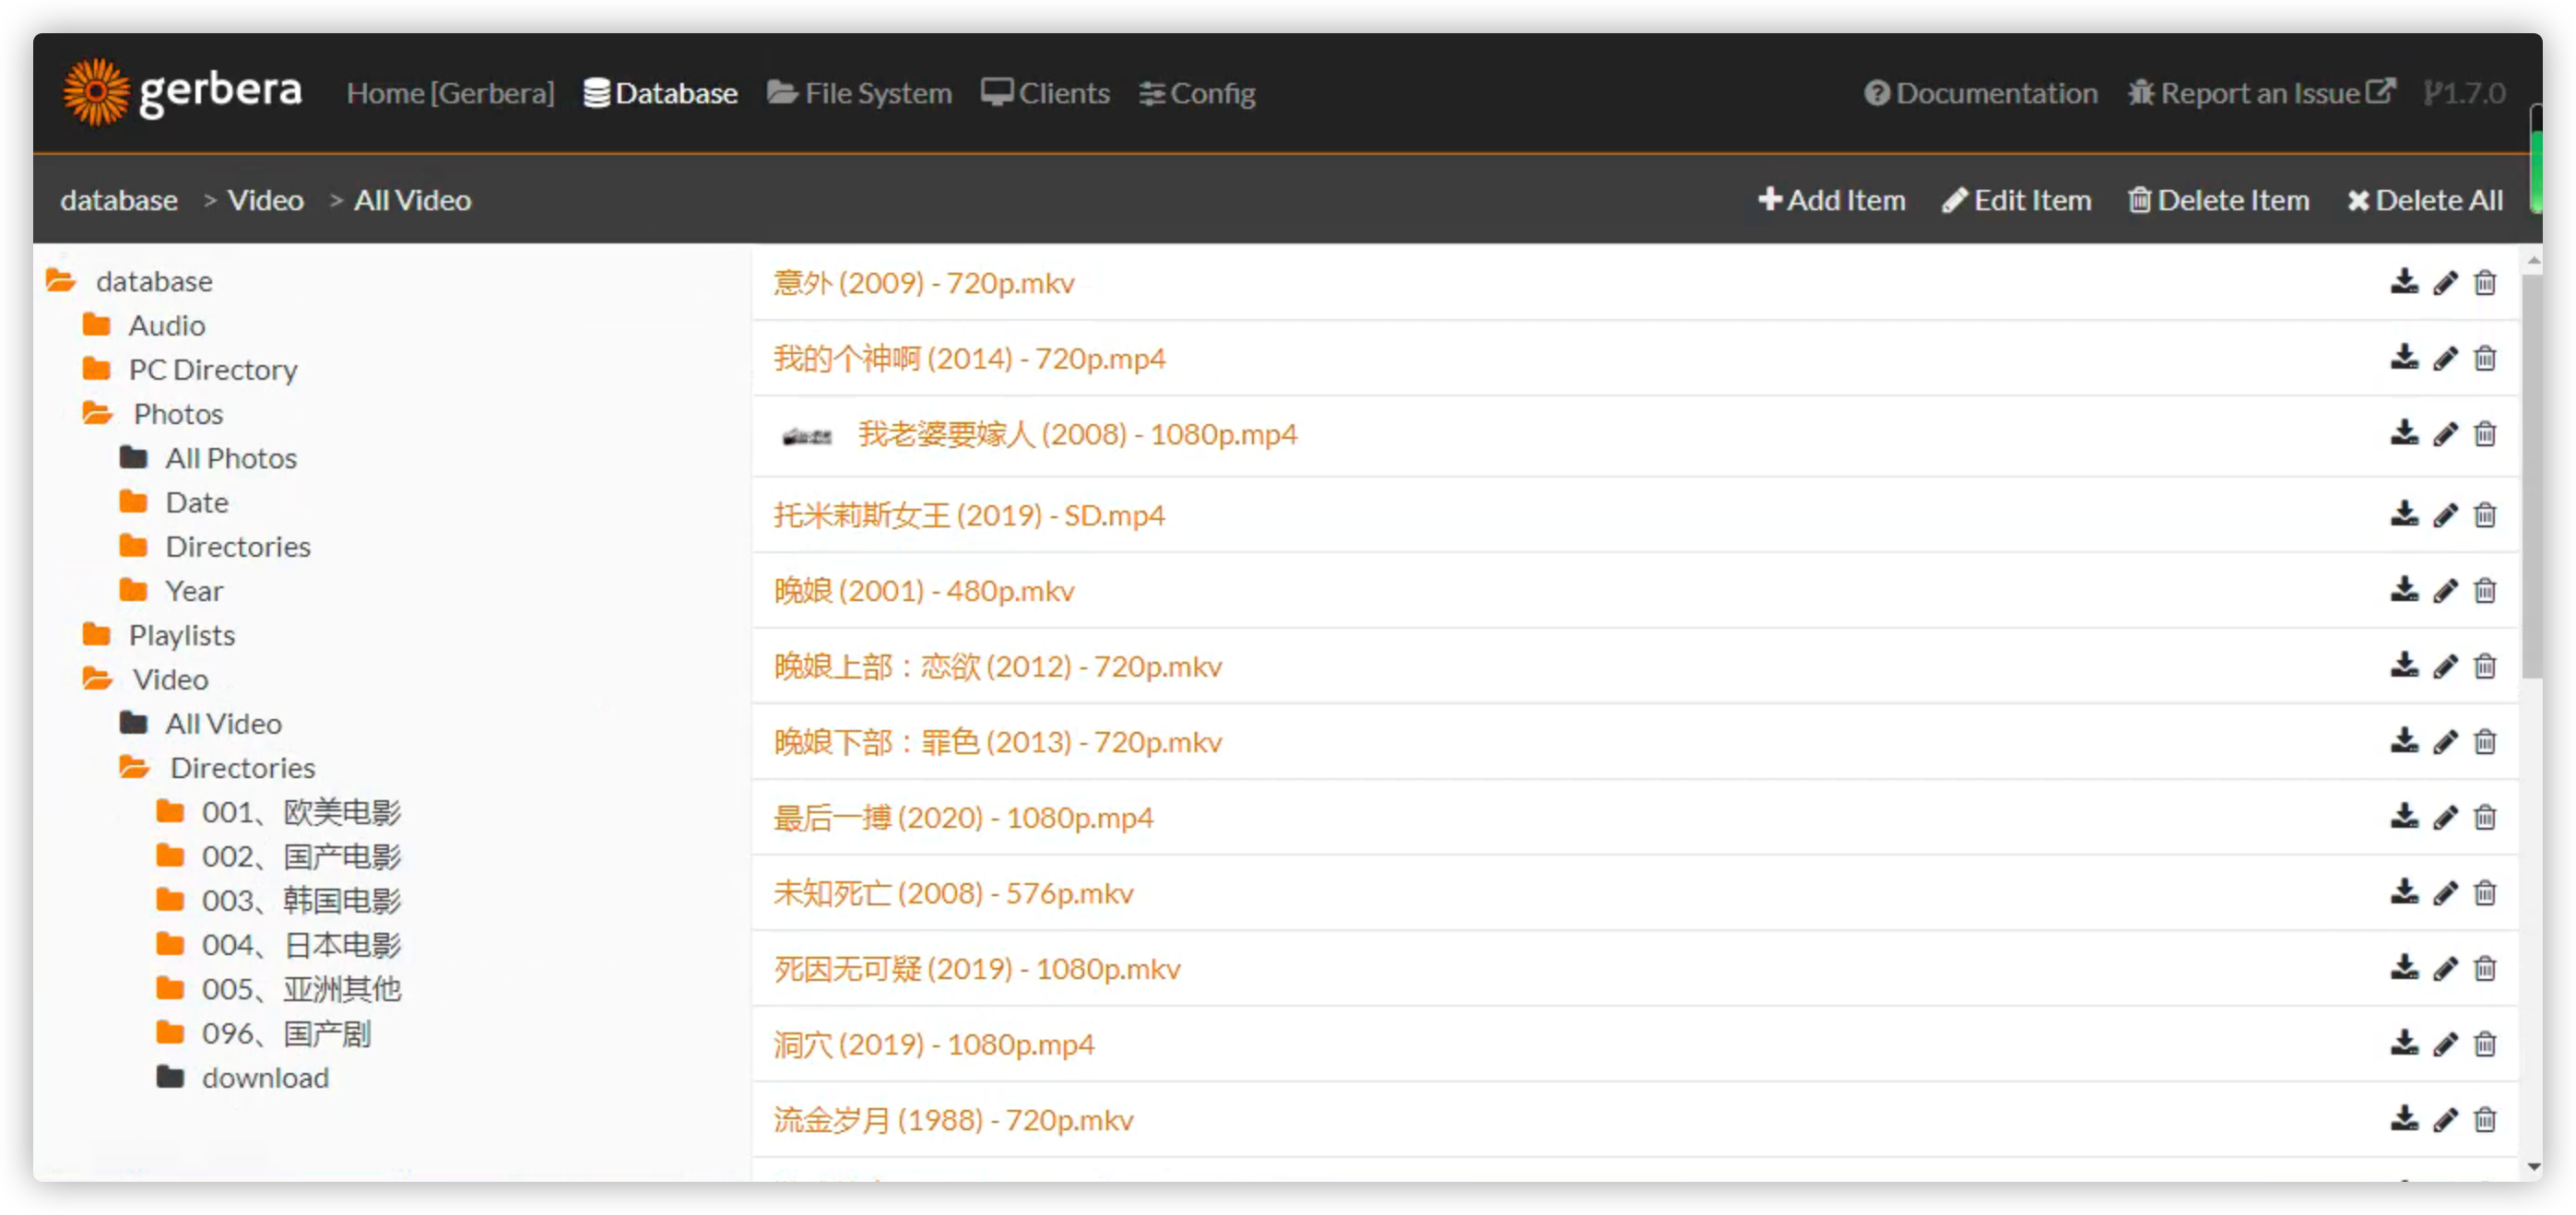 gerbera Home [Gerbera] Database File System Clients Config Documentation Report an Issue 1.7.0
database > Video > All Video Add Item Edit Item Delete Item Delete All
database
Audio
PC Directory
Photos
All Photos
Date
Directories
Year
Playlists
Video
All Video
Directories
001、欧美电影
002、国产电影
003、韩国电影
004、日本电影
005、亚洲其他
096、国产剧
download
意外 (2009) - 720p.mkv
我的个神啊 (2014) - 720p.mp4
我老婆要嫁人 (2008) - 1080p.mp4
托米莉斯女王 (2019) - SD.mp4
晚娘 (2001) - 480p.mkv
晚娘上部：恋欲 (2012) - 720p.mkv
晚娘下部：罪色 (2013) - 720p.mkv
最后一搏 (2020) - 1080p.mp4
未知死亡 (2008) - 576p.mkv
死因无可疑 (2019) - 1080p.mkv
洞穴 (2019) - 1080p.mp4
流金岁月 (1988) - 720p.mkv